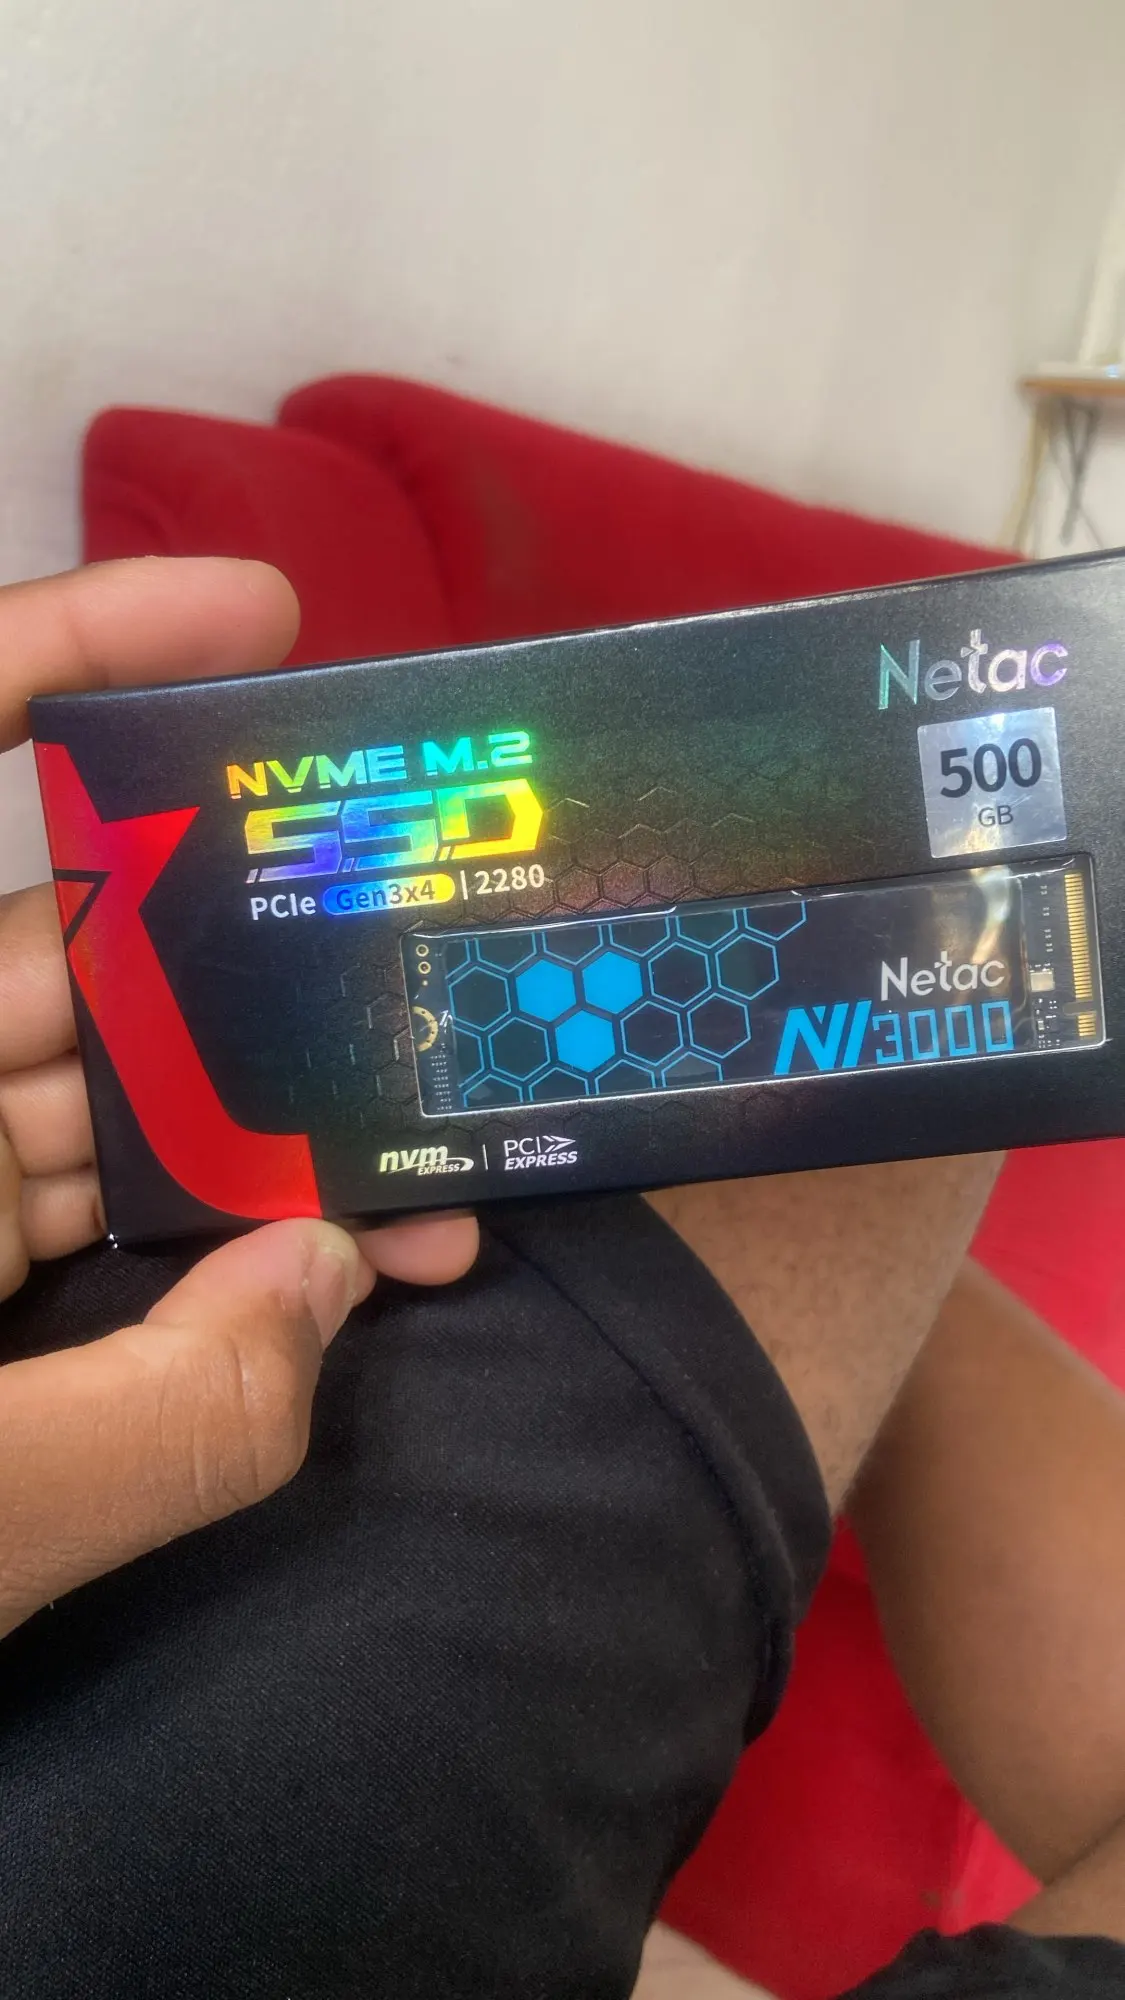 Netac
500
GB
NVME M.2
SSD
PCIe Gen3x4 | 2280
Netac
NV3000
nvm
EXPRESS
PCI
EXPRESS